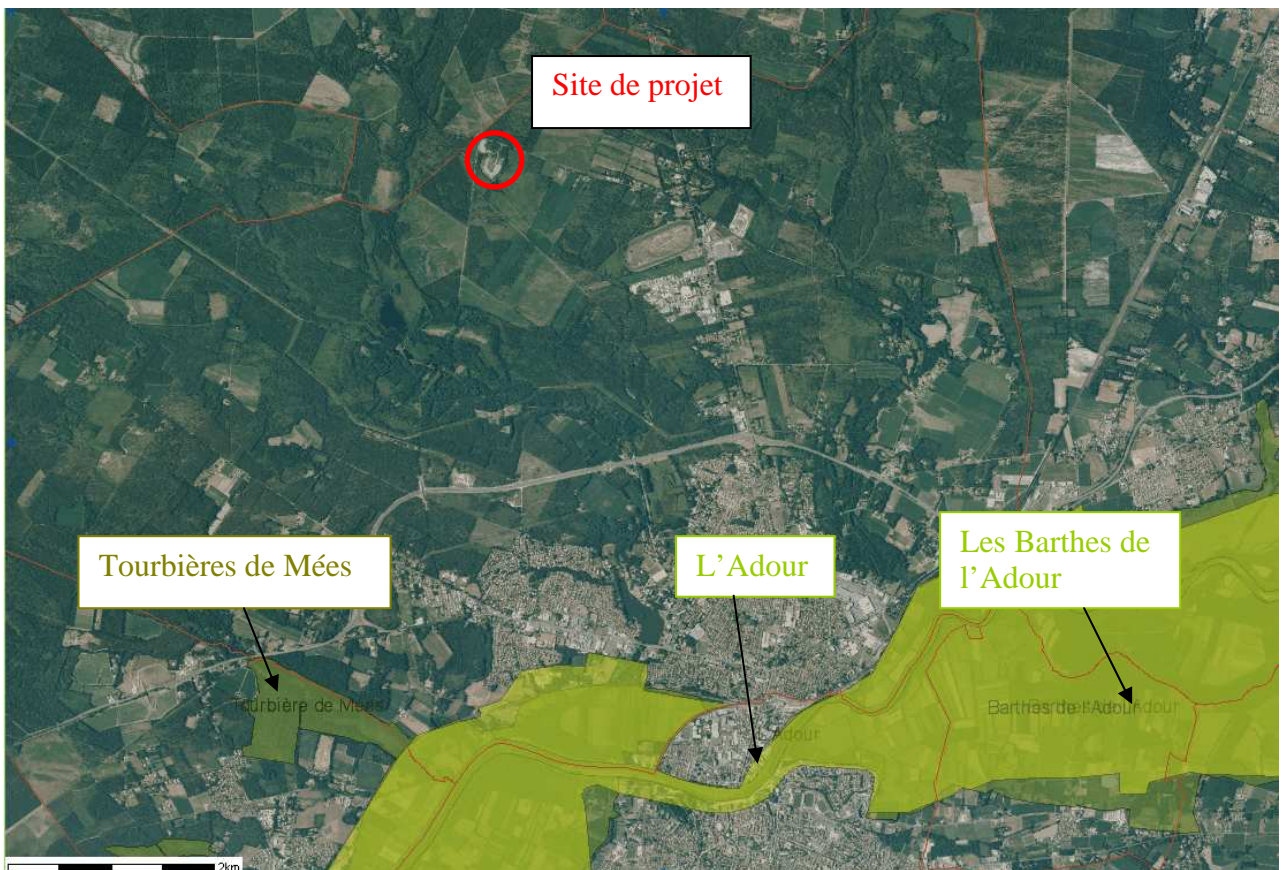 Site de projet
Tourbières de Mées
L’Adour
Les Barthes de
l’Adour
Tourbière de Mées
Barthes de l'Adour
L'Adour
2km